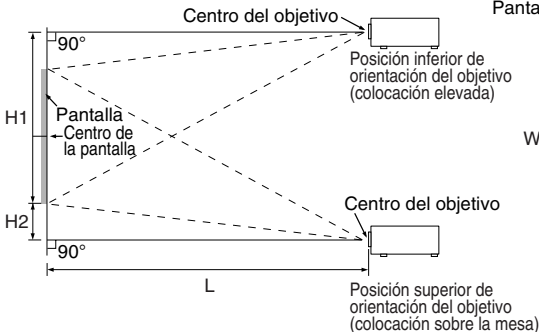 Centro del objetivo
Panta
90°
Posición inferior de
orientación del objetivo
(colocación elevada)
H1
Pantalla
Centro de
la pantalla
W
Centro del objetivo
H2
90°
L
Posición superior de
orientación del objetivo
(colocación sobre la mesa)